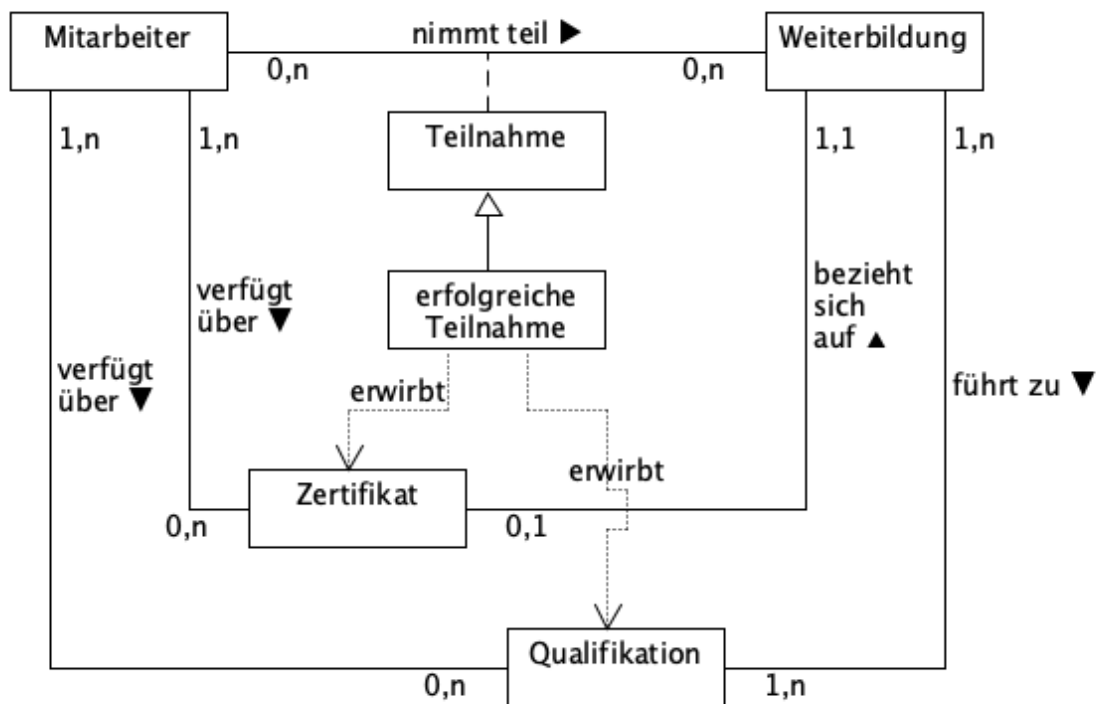 Mitarbeiter
nimmt teil ▶
Weiterbildung
0,n
0,n
1,n
1,n
Teilnahme
1,1
1,n
verfügt
über ▼
erfolgreiche
Teilnahme
bezieht
sich
auf ▲
verfügt
über ▼
erwirbt
führt zu ▼
erwirbt
Zertifikat
0,n
0,1
Qualifikation
0,n
1,n